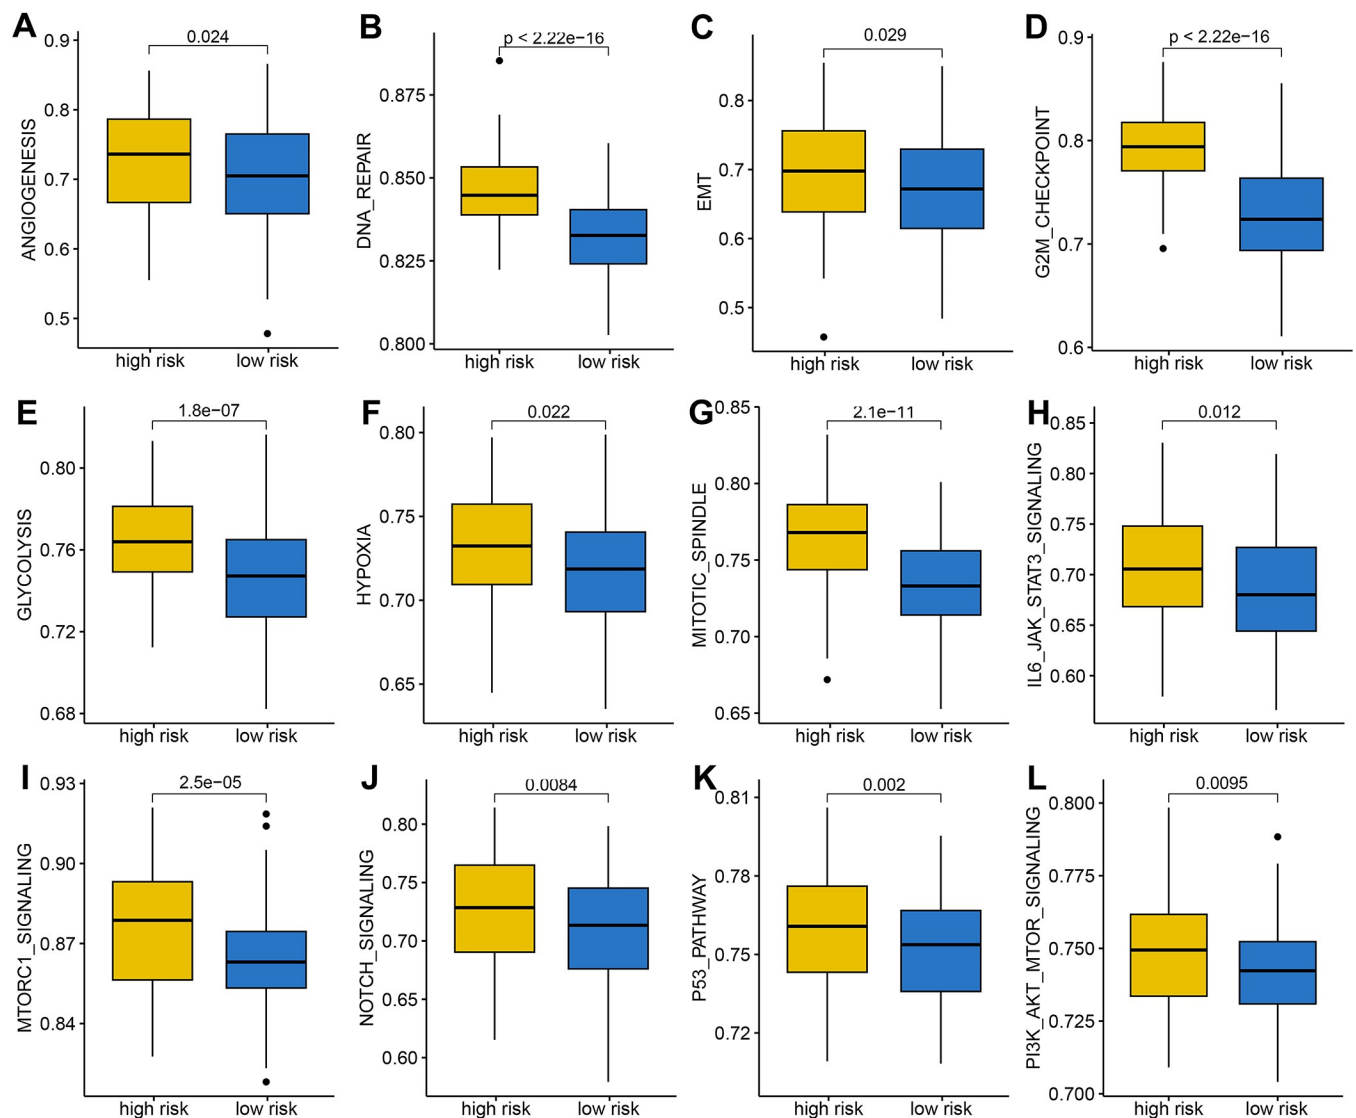 A
ANGIOGENESIS
0.9
0.8
0.7
0.6
0.5
0.024
high risk
low risk
B
DNA_REPAIR
0.875
0.850
0.825
0.800
p < 2.22e−16
high risk
low risk
C
EMT
0.8
0.7
0.6
0.5
0.029
high risk
low risk
D
G2M_CHECKPOINT
0.9
0.8
0.7
0.6
p < 2.22e−16
high risk
low risk
E
GLYCOLYSIS
0.80
0.76
0.72
0.68
1.8e−07
high risk
low risk
F
HYPOXIA
0.80
0.75
0.70
0.65
0.022
high risk
low risk
G
MITOTIC_SPINDLE
0.85
0.80
0.75
0.70
0.65
2.1e−11
high risk
low risk
H
IL6_JAK_STAT3_SIGNALING
0.85
0.80
0.75
0.70
0.65
0.60
0.012
high risk
low risk
I
MTORC1_SIGNALING
0.93
0.90
0.87
0.84
2.5e−05
high risk
low risk
J
NOTCH_SIGNALING
0.80
0.75
0.70
0.65
0.60
0.0084
high risk
low risk
K
P53_PATHWAY
0.81
0.78
0.75
0.72
0.002
high risk
low risk
L
PI3K_AKT_MTOR_SIGNALING
0.800
0.775
0.750
0.725
0.700
0.0095
high risk
low risk